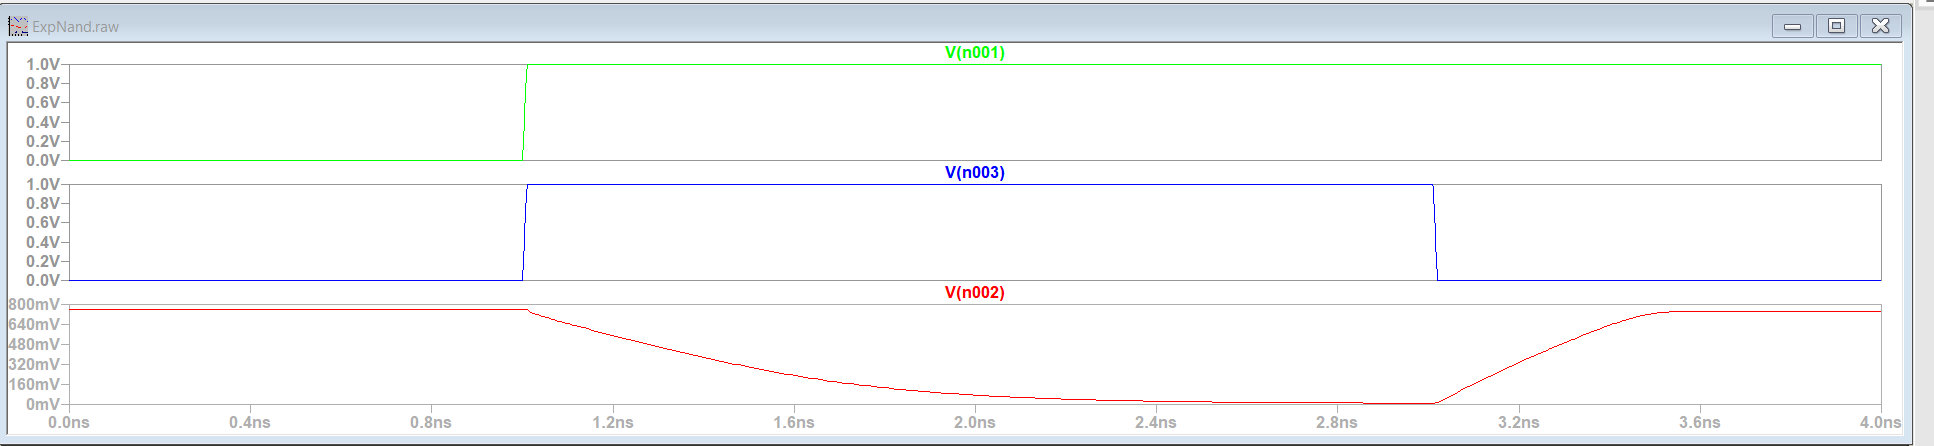 ExpNand.raw
V(n001)
1.0V
0.8V
0.6V
0.4V
0.2V
0.0V
V(n003)
1.0V
0.8V
0.6V
0.4V
0.2V
0.0V
V(n002)
800mV
640mV
480mV
320mV
160mV
0mV
0.0ns 0.4ns 0.8ns 1.2ns 1.6ns 2.0ns 2.4ns 2.8ns 3.2ns 3.6ns 4.0ns